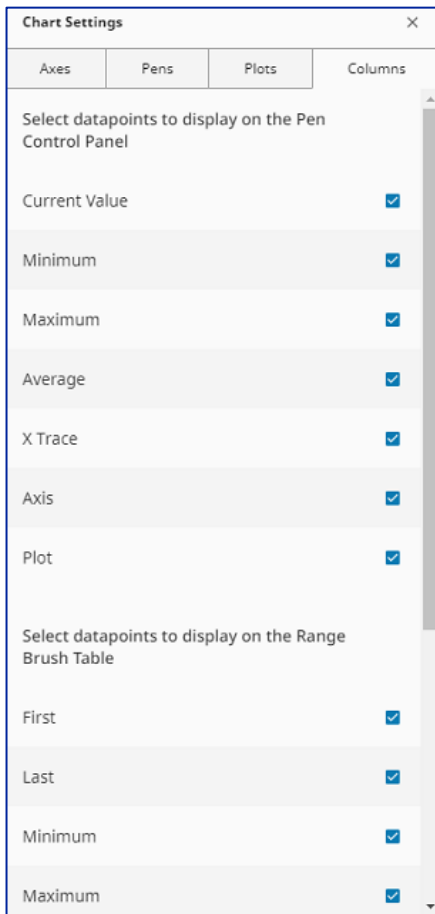 Chart Settings
Axes Pens Plots Columns
Select datapoints to display on the Pen
Control Panel
Current Value
Minimum
Maximum
Average
X Trace
Axis
Plot
Select datapoints to display on the Range
Brush Table
First
Last
Minimum
Maximum